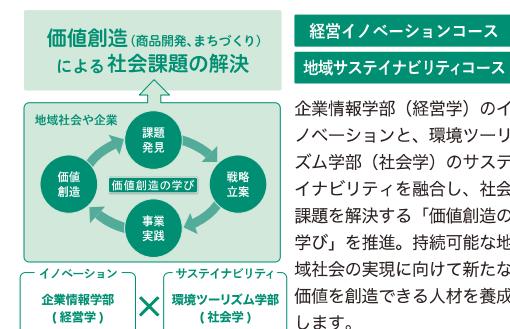 価値創造(商品開発、まちづくり)
による社会課題の解決
地域社会や企業
課題
発見
価値
創造
価値創造の学び
戦略
立案
事業
実践
イノベーション
企業情報学部
(経営学)
×
サステイナビリティ
環境ツーリズム学部
(社会学)
経営イノベーションコース
地域サステイナビリティコース
企業情報学部(経営学)のイ
ノベーションと、環境ツーリ
ズム学部(社会学)のサステ
イナビリティを融合し、社会
課題を解決する「価値創造の
学び」を推進。持続可能な地
域社会の実現に向けて新たな
価値を創造できる人材を養成
します。